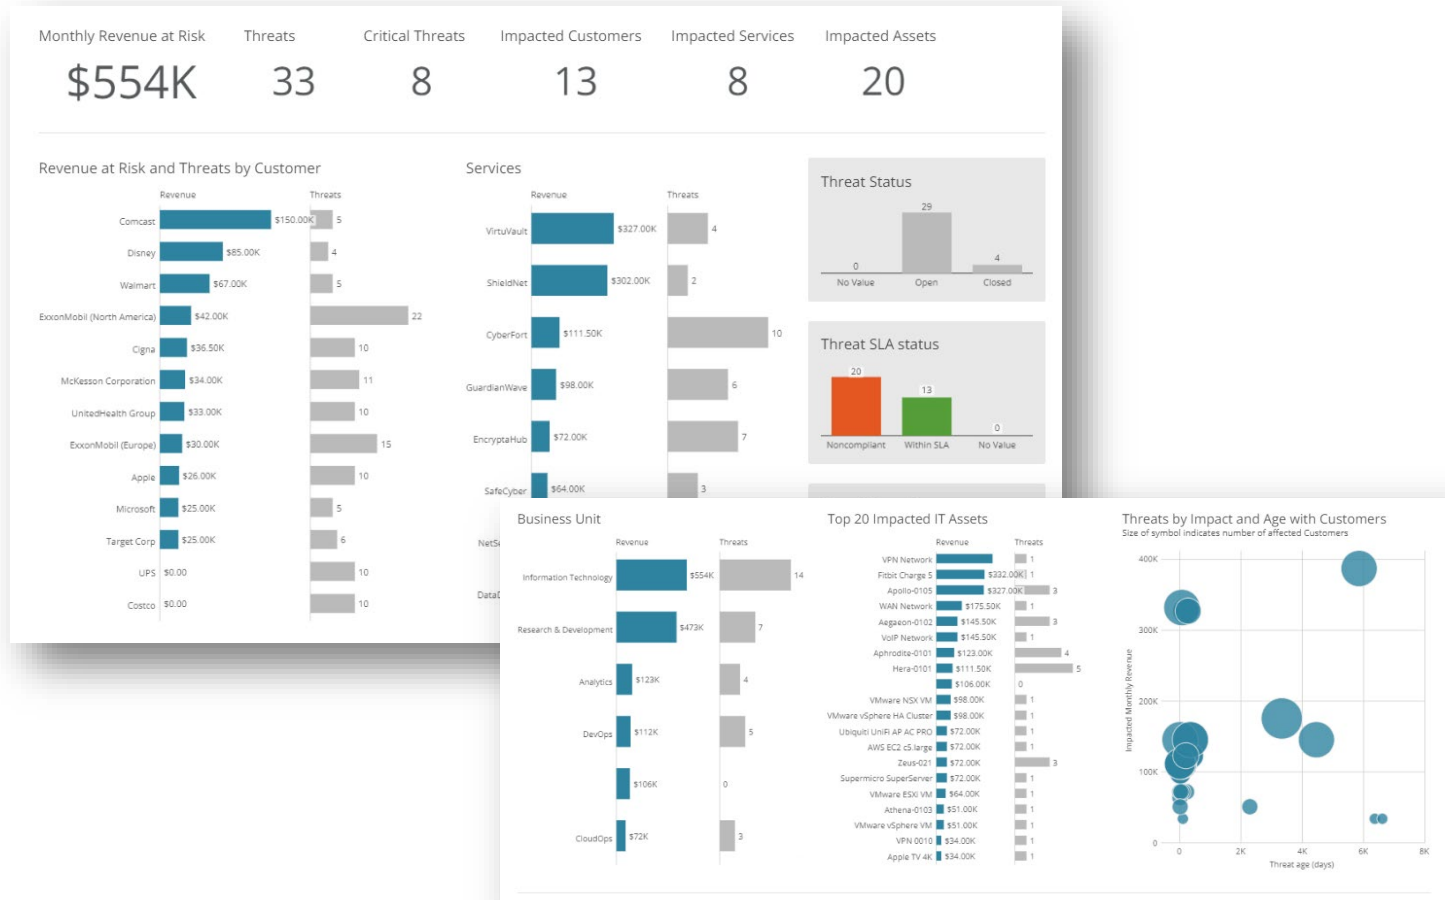 Monthly Revenue at Risk Threats Critical Threats Impacted Customers Impacted Services Impacted Assets
$554K 33 8 13 8 20
Revenue at Risk and Threats by Customer
Revenue Threats
Comcast $150.00K 5
Disney $85.00K 4
Walmart $67.00K 5
ExxonMobil (North America) $42.00K 22
Cigna $36.50K 10
McKesson Corporation $34.00K 11
UnitedHealth Group $33.00K 10
ExxonMobil (Europe) $30.00K 15
Apple $26.00K 10
Microsoft $25.00K 5
Target Corp $25.00K 6
UPS $0.00 10
Costco $0.00 10
Services
Revenue Threats
VirtuVault $327.00K 4
ShieldNet $302.00K 2
CyberFort $111.50K 10
GuardianWave $98.00K 6
EncryptaHub $72.00K 7
SafeCyber $64.00K 3
NetSe
DataD
Threat Status
0 29 4
No Value Open Closed
Threat SLA status
20 13 0
Noncompliant Within SLA No Value
Business Unit
Revenue Threats
Information Technology $554K 14
Research & Development $473K 7
Analytics $123K 4
DevOps $112K 5
$106K 0
CloudOps $72K 3
Top 20 Impacted IT Assets
Revenue Threats
VPN Network 1
Fitbit Charge 5 $332.00K 1
Apollo-0105 $327.00K 3
WAN Network $175.50K 1
Aegaeon-0102 $145.50K 3
VoIP Network $145.50K 1
Aphrodite-0101 $123.00K 4
Hera-0101 $111.50K 5
$106.00K 0
VMware NSX VM $98.00K 1
VMware vSphere HA Cluster $98.00K 1
Ubiquiti UniFi AP AC PRO $72.00K 1
AWS EC2 c5.large $72.00K 1
Zeus-021 $72.00K 3
Supermicro SuperServer $72.00K 1
VMware ESXi VM $64.00K 1
Athena-0103 $51.00K 1
VMware vSphere VM $51.00K 1
VPN 0010 $34.00K 1
Apple TV 4K $34.00K 1
Threats by Impact and Age with Customers
Size of symbol indicates number of affected Customers
Impacted Monthly Revenue
400K
300K
200K
100K
0
0 2K 4K 6K 8K
Threat age (days)